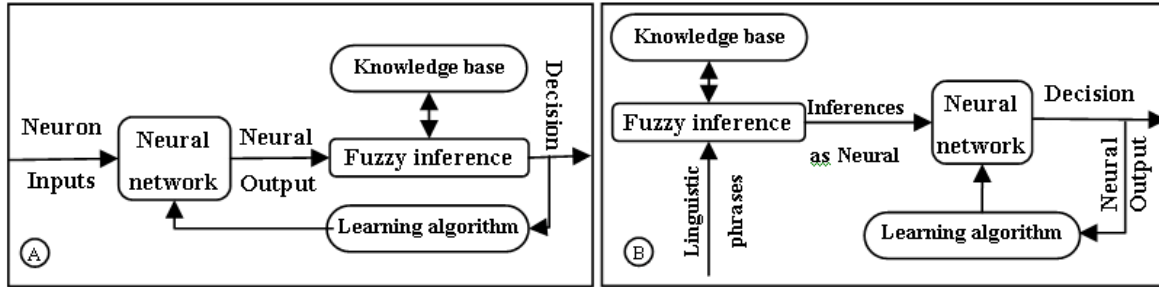 Knowledge base
Decision
Neuron
Inputs
Neural
network
Neural
Output
Fuzzy inference
Learning algorithm
A
Knowledge base
Fuzzy inference
Inferences
as Neural
Linguistic
phrases
Neural
network
Decision
Neural
Output
Learning algorithm
B